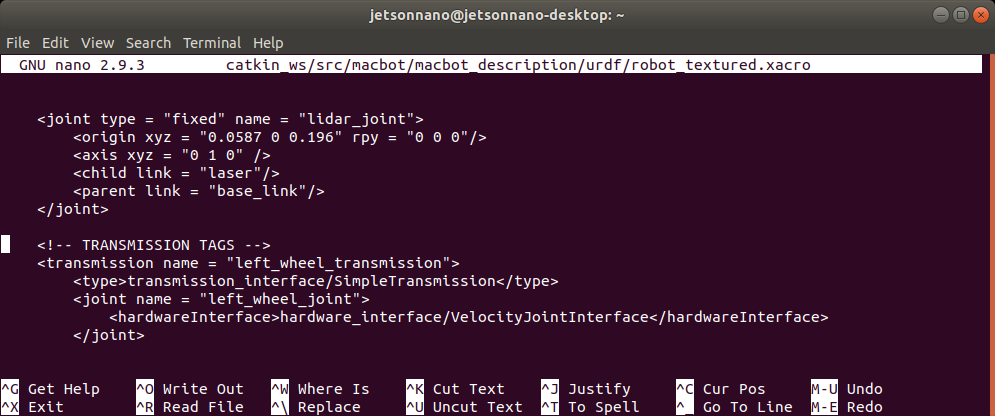 jetsonnano@jetsonnano-desktop: ~
File Edit View Search Terminal Help
GNU nano 2.9.3 catkin_ws/src/macbot/macbot_description/urdf/robot_textured.xacro
<joint type = "fixed" name = "lidar_joint">
<origin xyz = "0.0587 0 0.196" rpy = "0 0 0"/>
<axis xyz = "0 1 0" />
<child link = "laser"/>
<parent link = "base_link"/>
</joint>
<!-- TRANSMISSION TAGS -->
<transmission name = "left_wheel_transmission">
<type>transmission_interface/SimpleTransmission</type>
<joint name = "left_wheel_joint">
<hardwareInterface>hardware_interface/VelocityJointUrterface</hardwareInterface>
</joint>
^G Get Help ^O Write Out ^W Where Is ^K Cut Text ^J Justify ^C Cur Pos M-U Undo
^X Exit ^R Read File ^\ Replace ^U Uncut Text ^T To Spell ^_ Go To Line M-E Redo